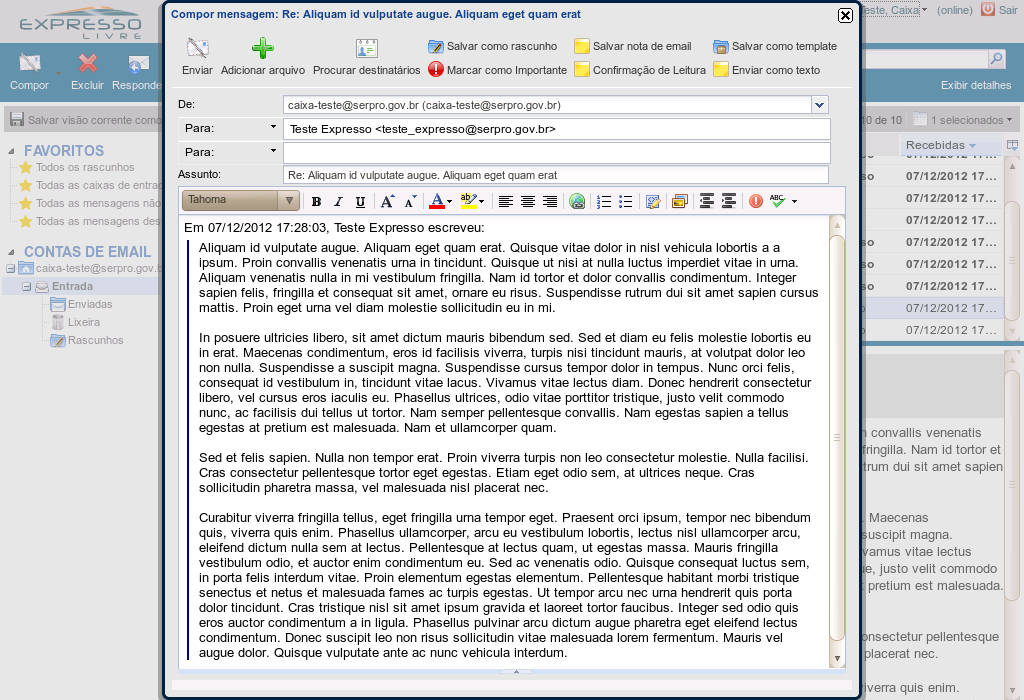 EXPRESSO
LIVRE
Compor mensagem: Re: Aliquam id vulputate augue. Aliquam eget quam erat
Teste, Caixa
(online)
Sair
Enviar
Adicionar arquivo
Procurar destinatários
Salvar como rascunho
Salvar nota de email
Salvar como template
Marcar como Importante
Confirmação de Leitura
Enviar como texto
Compor
Excluir
Responde
Exibir detalhes
Salvar visão corrente como
10 de 10
1 selecionados
De:
caixa-teste@serpro.gov.br (caixa-teste@serpro.gov.br)
Para:
Teste Expresso <teste_expresso@serpro.gov.br>
Para:
Assunto:
Re: Aliquam id vulputate augue. Aliquam eget quam erat
Tahoma
B I U A A A ab ABC
FAVORITOS
Todos os rascunhos
Todas as caixas de entrac
Todas as mensagens não
Todas as mensagens des
CONTAS DE EMAIL
caixa-teste@serpro.gov.b
Entrada
Enviadas
Lixeira
Rascunhos
Em 07/12/2012 17:28:03, Teste Expresso escreveu:
Aliquam id vulputate augue. Aliquam eget quam erat. Quisque vitae dolor in nisl vehicula lobortis a a
ipsum. Proin convallis venenatis urna in tincidunt. Quisque ut nisi at nulla luctus imperdiet vitae in urna.
Aliquam venenatis nulla in mi vestibulum fringilla. Nam id tortor et dolor convallis condimentum. Integer
sapien felis, fringilla et consequat sit amet, ornare eu risus. Suspendisse rutrum dui sit amet sapien cursus
mattis. Proin eget urna vel diam molestie sollicitudin eu in mi.
In posuere ultricies libero, sit amet dictum mauris bibendum sed. Sed et diam eu felis molestie lobortis eu
in erat. Maecenas condimentum, eros id facilisis viverra, turpis nisi tincidunt mauris, at volutpat dolor leo
non nulla. Suspendisse a suscipit magna. Suspendisse cursus tempor dolor in tempus. Nunc orci felis,
consequat id vestibulum in, tincidunt vitae lacus. Vivamus vitae lectus diam. Donec hendrerit consectetur
libero, vel cursus eros iaculis eu. Phasellus ultrices, odio vitae porttitor tristique, justo velit commodo
nunc, ac facilisis dui tellus ut tortor. Nam semper pellentesque convallis. Nam egestas sapien a tellus
egestas at pretium est malesuada. Nam et ullamcorper quam.
Sed et felis sapien. Nulla non tempor erat. Proin viverra turpis non leo consectetur molestie. Nulla facilisi.
Cras consectetur pellentesque tortor eget egestas. Etiam eget odio sem, at ultrices neque. Cras
sollicitudin pharetra massa, vel malesuada nisl placerat nec.
Curabitur viverra fringilla tellus, eget fringilla urna tempor eget. Praesent orci ipsum, tempor nec bibendum
quis, viverra quis enim. Phasellus ullamcorper, arcu eu vestibulum lobortis, lectus nisl ullamcorper arcu,
eleifend dictum nulla sem at lectus. Pellentesque at lectus quam, ut egestas massa. Mauris fringilla
vestibulum odio, et auctor enim condimentum eu. Sed ac venenatis odio. Quisque consequat luctus sem,
in porta felis interdum vitae. Proin elementum egestas elementum. Pellentesque habitant morbi tristique
senectus et netus et malesuada fames ac turpis egestas. Ut tempor arcu nec urna hendrerit quis porta
dolor tincidunt. Cras tristique nisl sit amet ipsum gravida et laoreet tortor faucibus. Integer sed odio quis
eros auctor condimentum a in ligula. Phasellus pulvinar arcu dictum augue pharetra eget eleifend lectus
condimentum. Donec suscipit leo non risus sollicitudin vitae malesuada lorem fermentum. Mauris vel
augue dolor. Quisque vulputate ante ac nunc vehicula interdum.
Recebidas
so 07/12/2012 17...
07/12/2012 17...
07/12/2012 17...
so 07/12/2012 17...
so 07/12/2012 17...
so 07/12/2012 17...
07/12/2012 17...
07/12/2012 17...
n convallis venenatis
fringilla. Nam id tortor et
trum dui sit amet sapien
. Maecenas
suscipit magna.
vamus vitae lectus
e, justo velit commodo
t pretium est malesuada.
onsectetur pellentesque
placerat nec.
viverra quis enim.